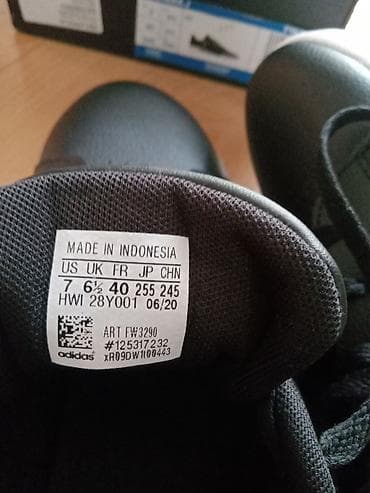 MADE IN INDONESIA
US UK FR JP CHN
7 6½ 40 255 245
HWI 28Y001 06/20
ART FW3290
#125317232
adidas xR09DW1I00443